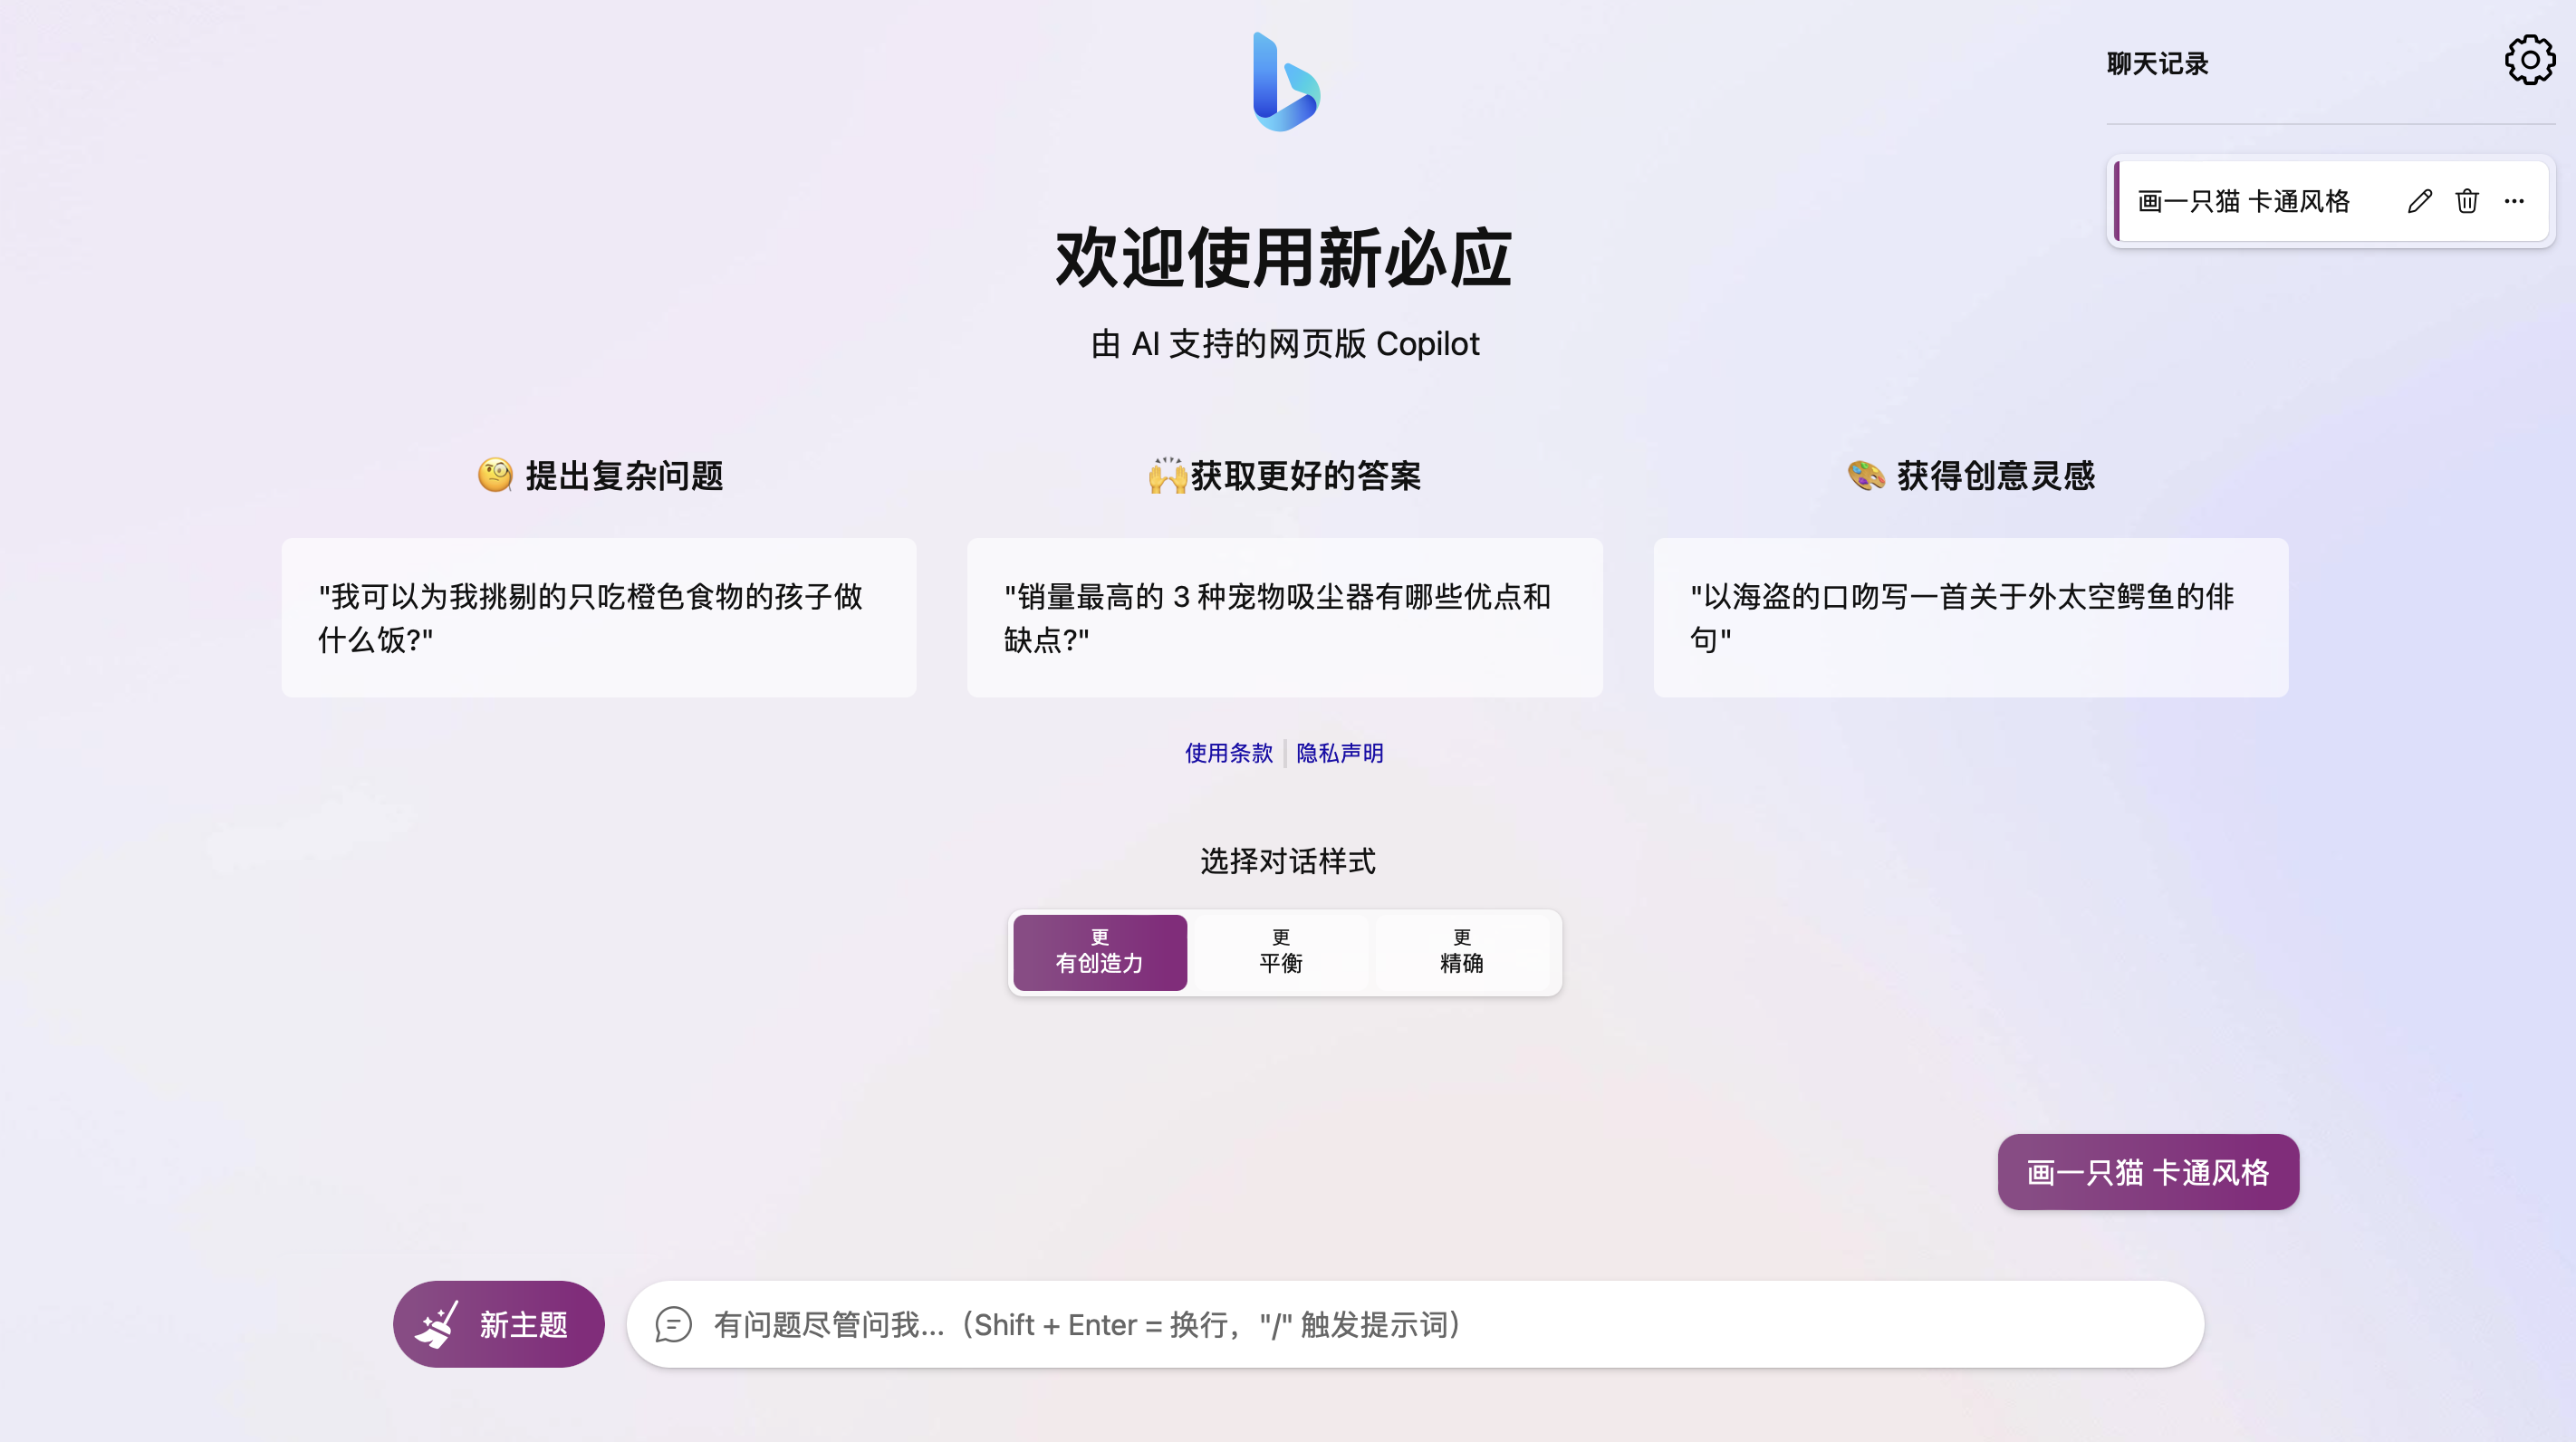 聊天记录
画一只猫 卡通风格
欢迎使用新必应
由 AI 支持的网页版 Copilot
🧐 提出复杂问题
"我可以为我挑剔的只吃橙色食物的孩子做
什么饭?"
🙌获取更好的答案
"销量最高的 3 种宠物吸尘器有哪些优点和
缺点?"
🎨 获得创意灵感
"以海盗的口吻写一首关于外太空鳄鱼的俳
句"
使用条款 隐私声明
选择对话样式
更
有创造力
更
平衡
更
精确
画一只猫 卡通风格
新主题
有问题尽管问我...（Shift + Enter = 换行，"/" 触发提示词）